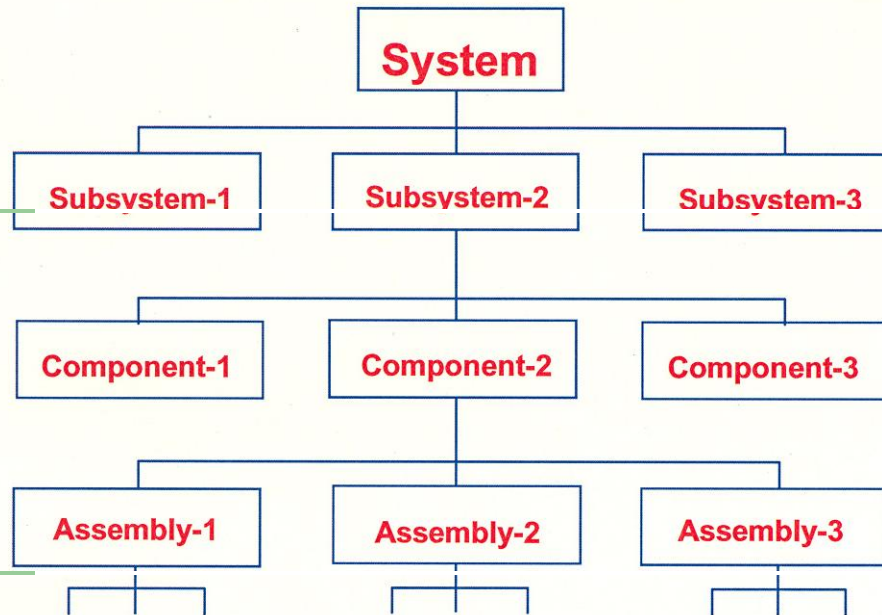 System
Subsystem-1
Subsystem-2
Subsystem-3
Component-1
Component-2
Component-3
Assembly-1
Assembly-2
Assembly-3